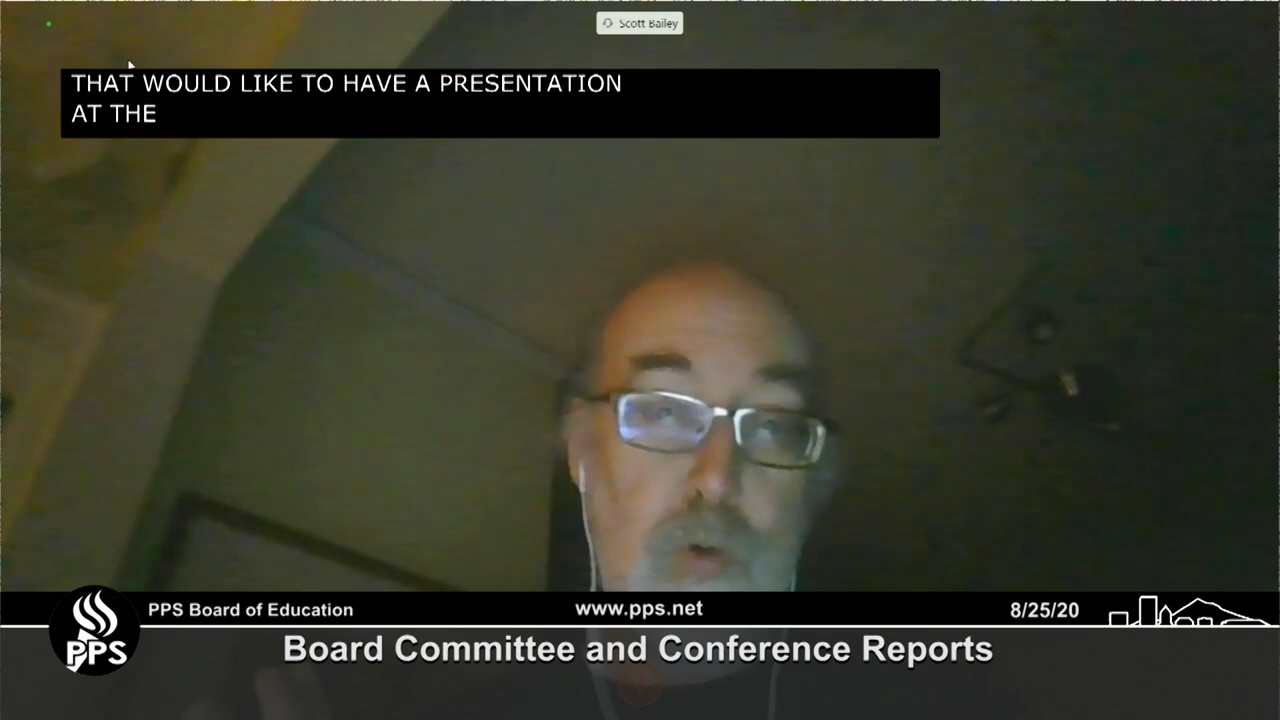 Scott Bailey
THAT WOULD LIKE TO HAVE A PRESENTATION
AT THE
PPS Board of Education
www.pps.net
8/25/20
PPS
Board Committee and Conference Reports